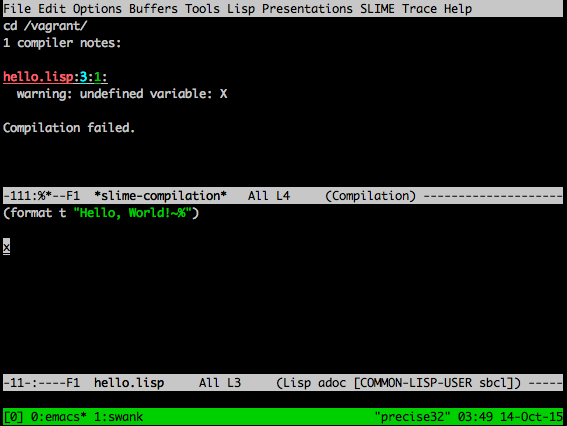 File Edit Options Buffers Tools Lisp Presentations SLIME Trace Help
cd /vagrant/
1 compiler notes:
hello.lisp:3:1:
warning: undefined variable: X
Compilation failed.
-111:%*--F1 *slime-compilation* All L4 (Compilation) --------------------
(format t "Hello, World!~%")
x
-11-:----F1 hello.lisp All L3 (Lisp adoc [COMMON-LISP-USER sbcl]) -----
[0] 0:emacs* 1:swank "precise32" 03:49 14-Oct-15